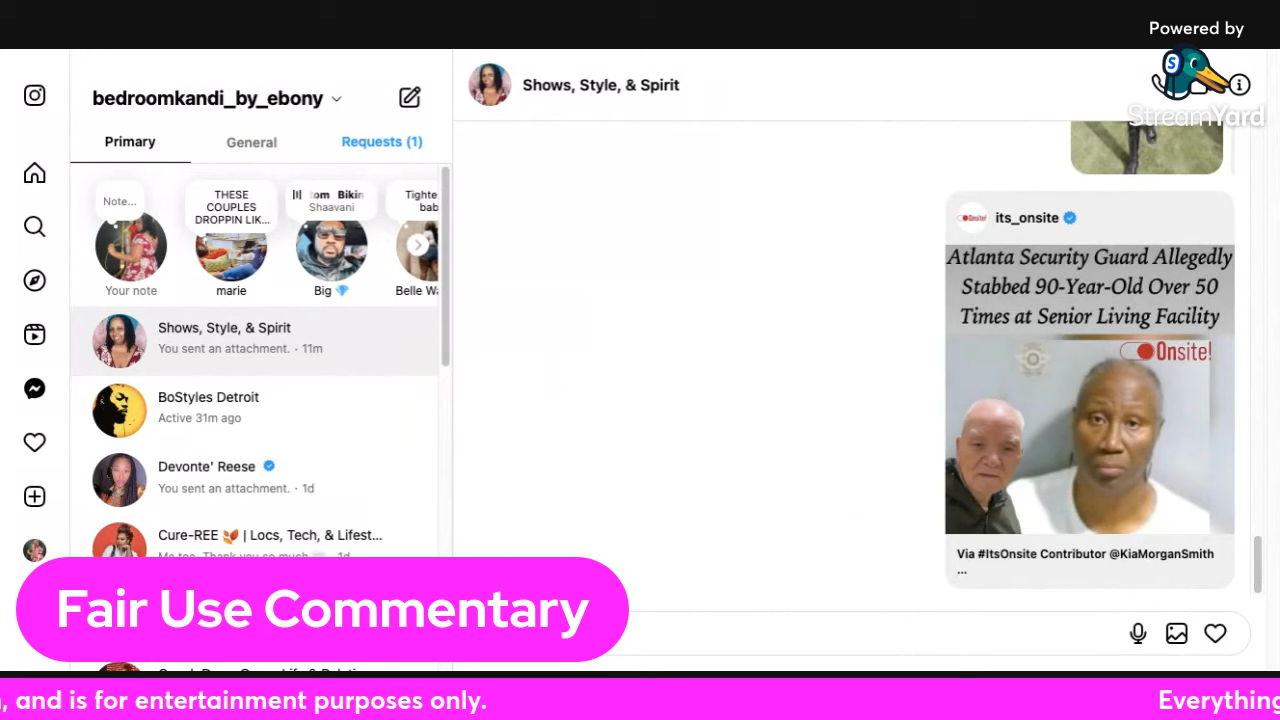 Powered by
StreamYard
bedroomkandi_by_ebony
Primary
General
Requests (1)
Note...
THESE
COUPLES
DROPPIN LIK...
Shaavani
Your note
marie
Big
Shows, Style, & Spirit
You sent an attachment. · 11m
BoStyles Detroit
Active 31m ago
Devonte' Reese
You sent an attachment. · 1d
Cure-REE 🍂 | Locs, Tech, & Lifest...
Shows, Style, & Spirit
its_onsite
Atlanta Security Guard Allegedly
Stabbed 90-Year-Old Over 50
Times at Senior Living Facility
Onsite!
Via #ItsOnsite Contributor @KiaMorganSmith
...
Fair Use Commentary
, and is for entertainment purposes only.
Everything